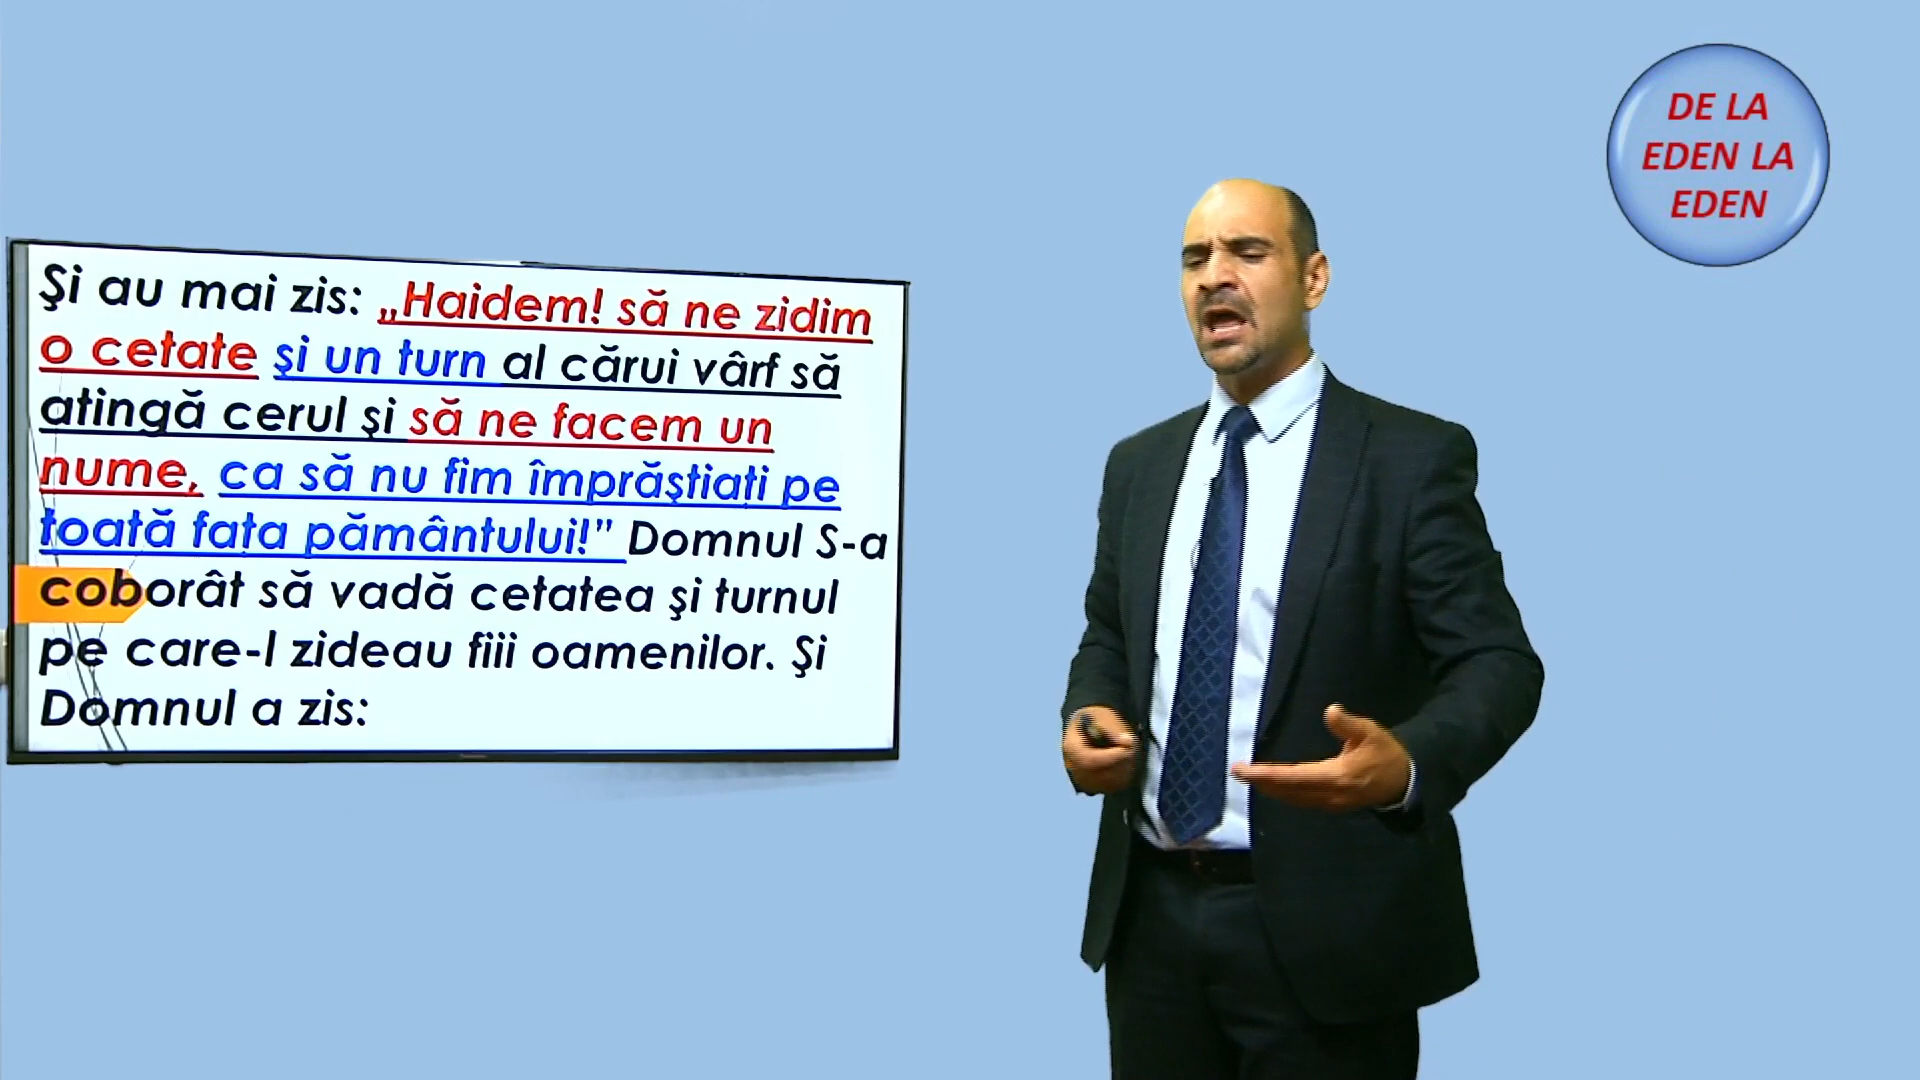 Şi au mai zis: „Haidem! să ne zidim
o cetate şi un turn al cărui vârf să
atingă cerul şi să ne facem un
nume, ca să nu fim împrăştiaţi pe
toată faţa pământului!” Domnul S-a
coborât să vadă cetatea şi turnul
pe care-l zideau fiii oamenilor. Şi
Domnul a zis:
DE LA
EDEN LA
EDEN